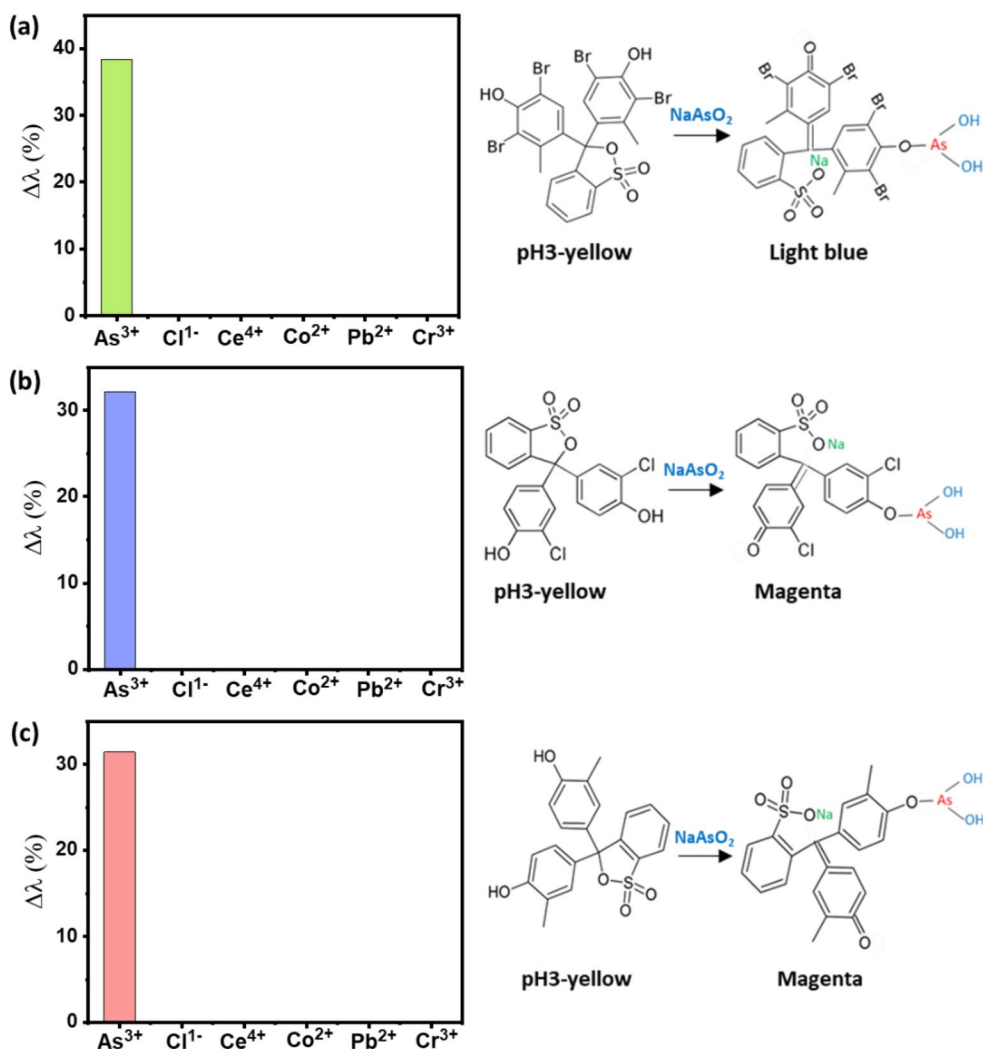 (a)
Δλ (%)
40
30
20
10
0
As³⁺ Cl¹⁻ Ce⁴⁺ Co²⁺ Pb²⁺ Cr³⁺
OH
Br
Br
HO
Br
Br
O
S
O
O
NaAsO₂
pH3-yellow
O
Br
Br
Br
O
As
OH
OH
Na
O
S
O
O
Br
Light blue
(b)
Δλ (%)
30
20
10
0
As³⁺ Cl¹⁻ Ce⁴⁺ Co²⁺ Pb²⁺ Cr³⁺
O
O
S
O
Cl
OH
HO
Cl
NaAsO₂
pH3-yellow
O
O
S
O Na
Cl
O
As
OH
OH
O
Cl
Magenta
(c)
Δλ (%)
30
20
10
0
As³⁺ Cl¹⁻ Ce⁴⁺ Co²⁺ Pb²⁺ Cr³⁺
HO
HO
O
S
O
O
NaAsO₂
pH3-yellow
O
O
S
ONa
O
As
OH
OH
O
Magenta